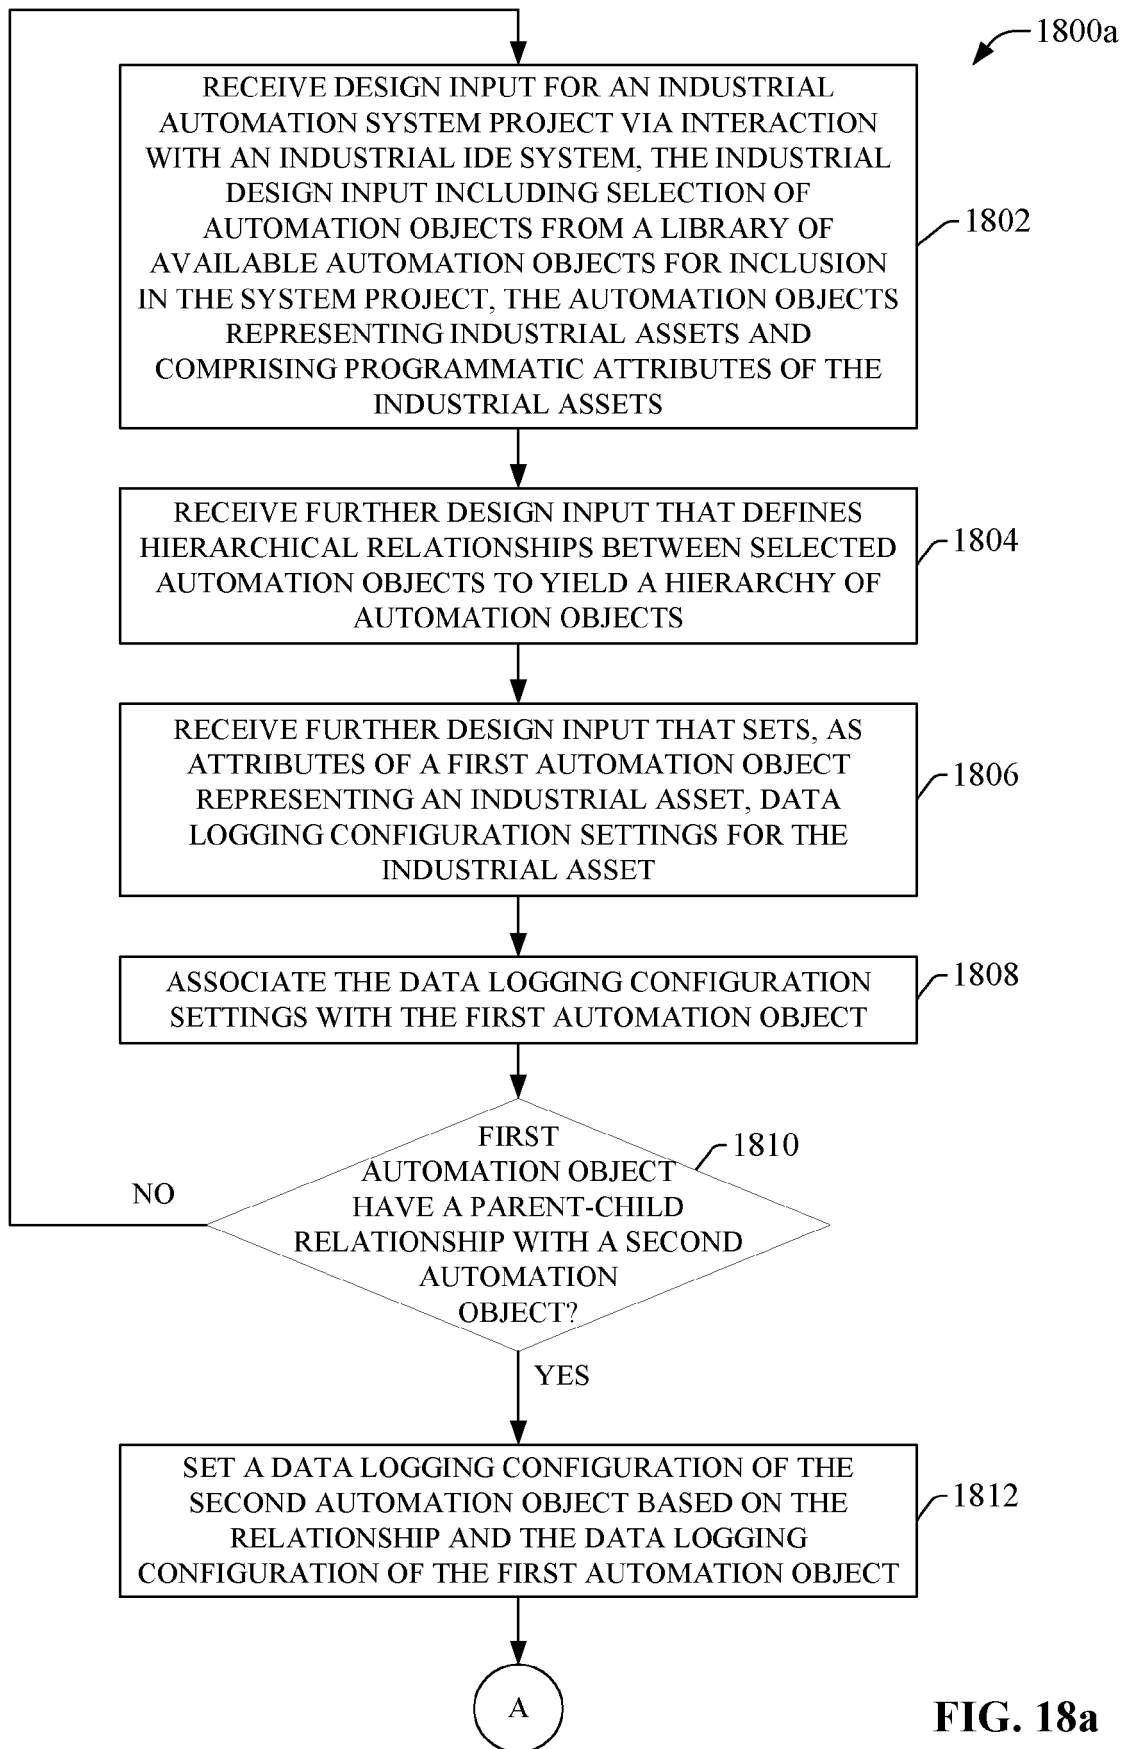 1800a
RECEIVE DESIGN INPUT FOR AN INDUSTRIAL
AUTOMATION SYSTEM PROJECT VIA INTERACTION
WITH AN INDUSTRIAL IDE SYSTEM, THE INDUSTRIAL
DESIGN INPUT INCLUDING SELECTION OF
AUTOMATION OBJECTS FROM A LIBRARY OF
AVAILABLE AUTOMATION OBJECTS FOR INCLUSION
IN THE SYSTEM PROJECT, THE AUTOMATION OBJECTS
REPRESENTING INDUSTRIAL ASSETS AND
COMPRISING PROGRAMMATIC ATTRIBUTES OF THE
INDUSTRIAL ASSETS
1802
RECEIVE FURTHER DESIGN INPUT THAT DEFINES
HIERARCHICAL RELATIONSHIPS BETWEEN SELECTED
AUTOMATION OBJECTS TO YIELD A HIERARCHY OF
AUTOMATION OBJECTS
1804
RECEIVE FURTHER DESIGN INPUT THAT SETS, AS
ATTRIBUTES OF A FIRST AUTOMATION OBJECT
REPRESENTING AN INDUSTRIAL ASSET, DATA
LOGGING CONFIGURATION SETTINGS FOR THE
INDUSTRIAL ASSET
1806
ASSOCIATE THE DATA LOGGING CONFIGURATION
SETTINGS WITH THE FIRST AUTOMATION OBJECT
1808
FIRST
AUTOMATION OBJECT
HAVE A PARENT-CHILD
RELATIONSHIP WITH A SECOND
AUTOMATION
OBJECT?
1810
NO
YES
SET A DATA LOGGING CONFIGURATION OF THE
SECOND AUTOMATION OBJECT BASED ON THE
RELATIONSHIP AND THE DATA LOGGING
CONFIGURATION OF THE FIRST AUTOMATION OBJECT
1812
A
FIG. 18a